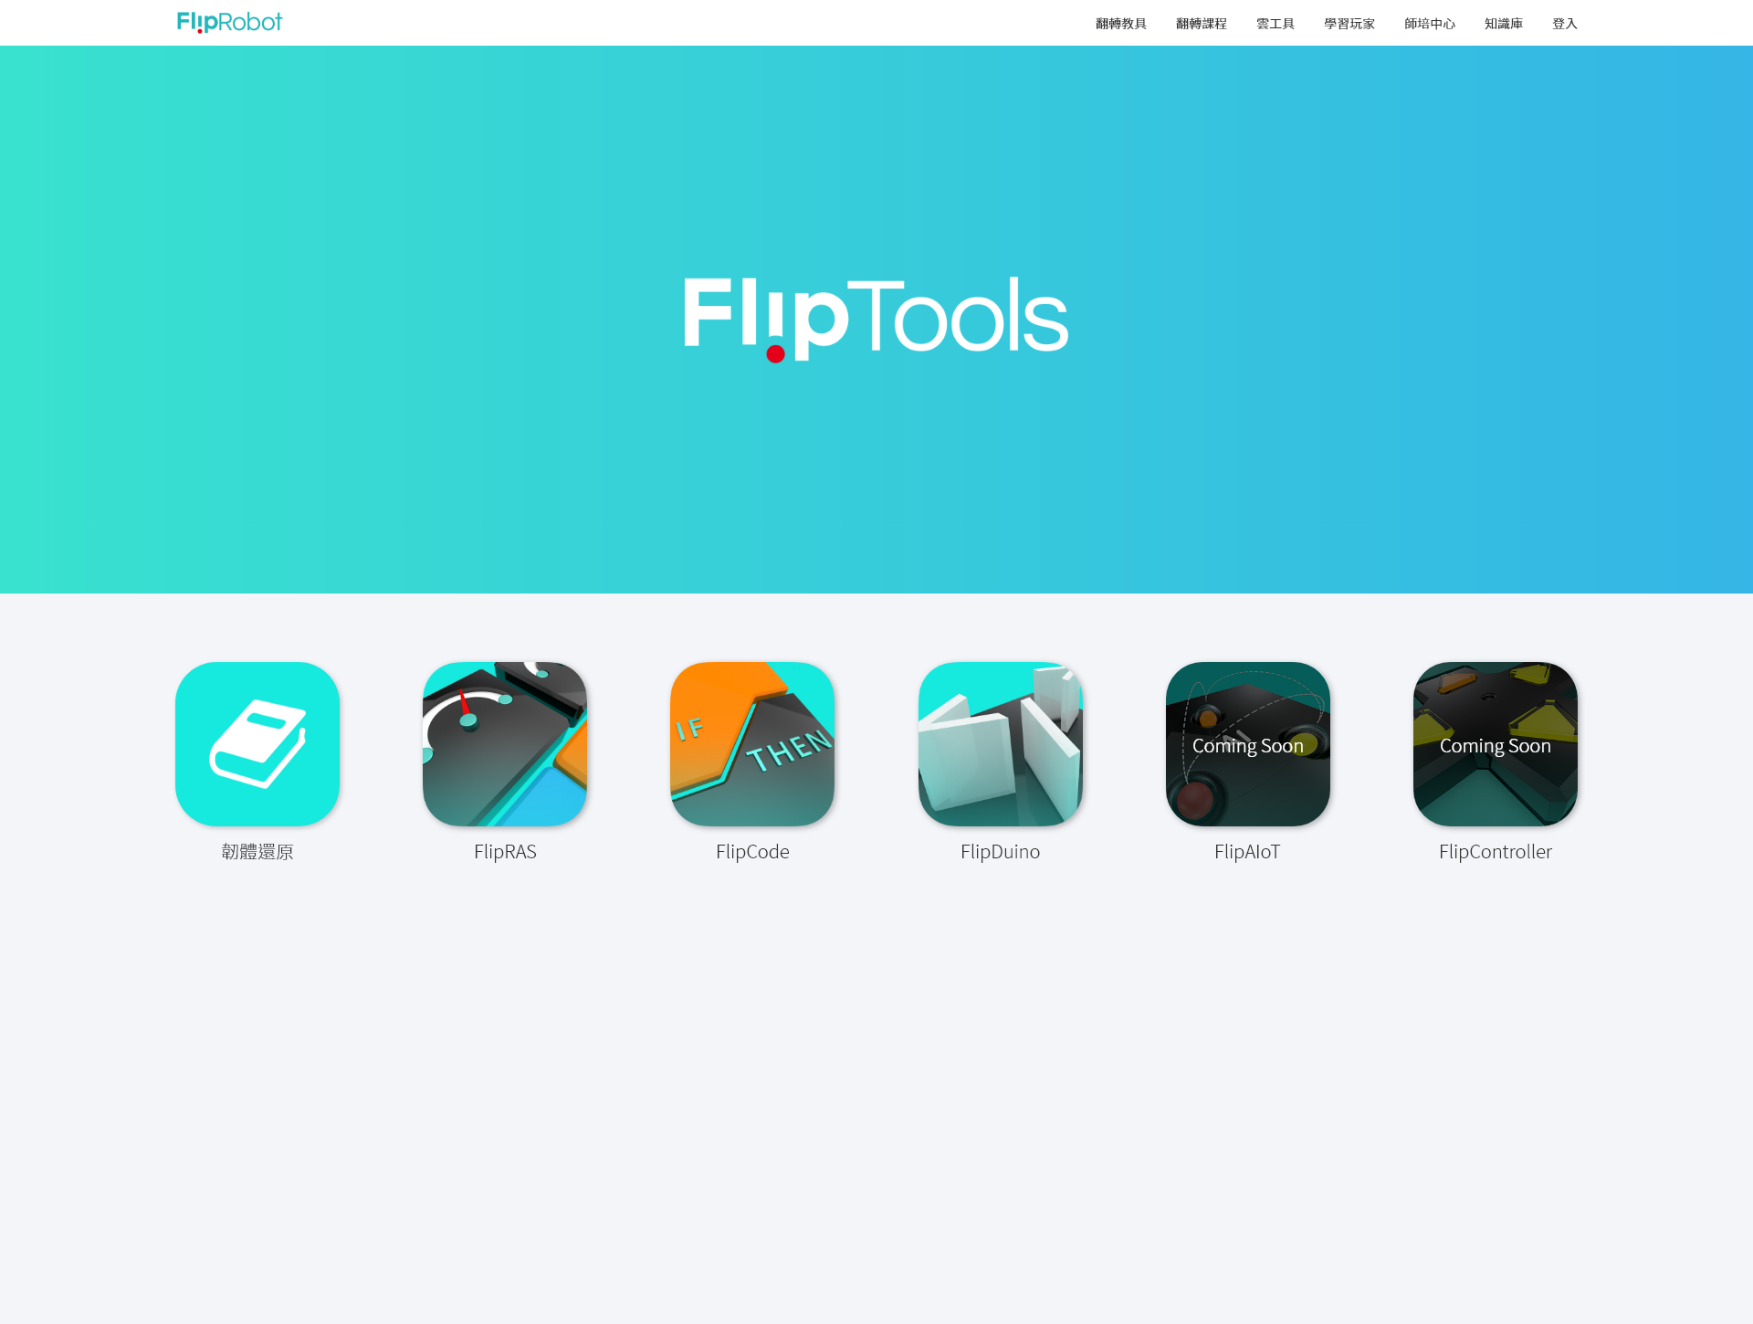 FlipRobot
翻轉教具 翻轉課程 雲工具 學習玩家 師培中心 知識庫 登入
FlipTools
IF THEN
Coming Soon
Coming Soon
韌體還原
FlipRAS
FlipCode
FlipDuino
FlipAIoT
FlipController